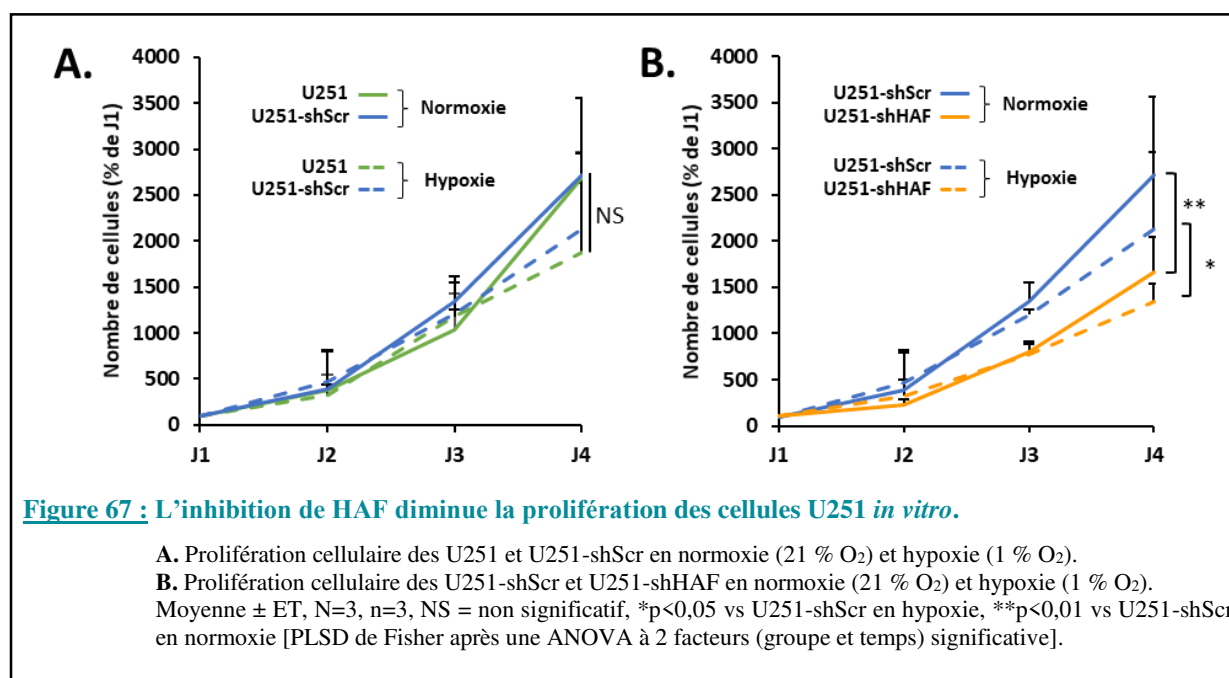 A.
Nombre de cellules (% de J1)
4000
3500
3000
2500
2000
1500
1000
500
0
U251
U251-shScr
Normoxie
U251
U251-shScr
Hypoxie
NS
J1 J2 J3 J4
B.
Nombre de cellules (% de J1)
4000
3500
3000
2500
2000
1500
1000
500
0
U251-shScr
U251-shHAF
Normoxie
U251-shScr
U251-shHAF
Hypoxie
**
*
J1 J2 J3 J4
Figure 67 : L’inhibition de HAF diminue la prolifération des cellules U251 in vitro.
A. Prolifération cellulaire des U251 et U251-shScr en normoxie (21 % O₂) et hypoxie (1 % O₂).
B. Prolifération cellulaire des U251-shScr et U251-shHAF en normoxie (21 % O₂) et hypoxie (1 % O₂).
Moyenne ± ET, N=3, n=3, NS = non significatif, *p<0,05 vs U251-shScr en hypoxie, **p<0,01 vs U251-shScr
en normoxie [PLSD de Fisher après une ANOVA à 2 facteurs (groupe et temps) significative].